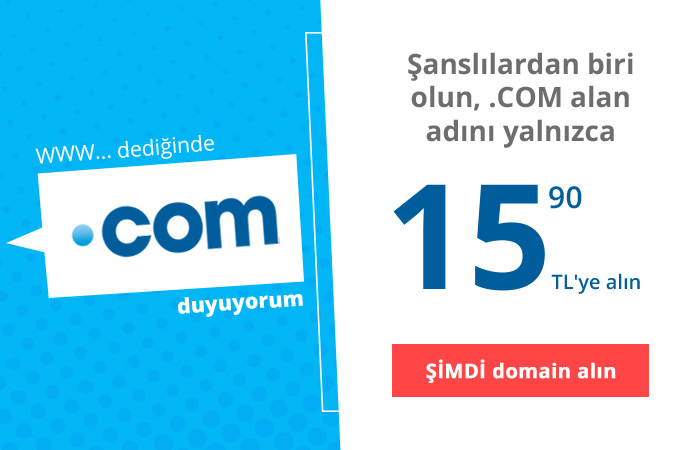 WWW... dediğinde
.com
duyuyorum
Şanslılardan biri
olun, .COM alan
adını yalnızca
15 90
TL'ye alın
ŞİMDİ domain alın